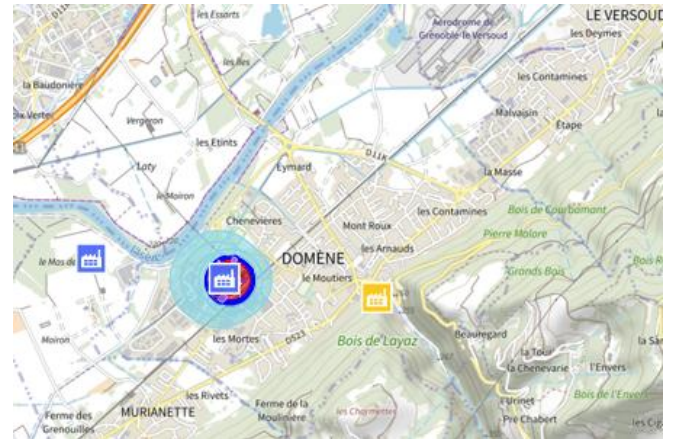 les Essarts
LE VERSOUD
Aérodrome de
Grenoble-le Versoud
les Deymes
les Îles
la Baudonière
les Contamines
Vergeron
Malvaisin
Étape
les Etints
D11K
Laty
Eymard
la Masse
le Moiron
Chenevières
les Contamines
Bois de Courbamont
Mont Roux
Pierre Molare
DOMÈNE
les Arnauds
le Mas de
le Moutiers
Grands Bois
Bois
Moiron
les Mortes
D523
Bois de Layaz
Beauregard
la Tour
la Chenevarie
l'Envers
les Rivets
Ferme de la
Moulinière
les Charmettes
l'Urinet
Bois de l'Envers
MURIANETTE
Ferme des
Grenouilles
Pré Chabert